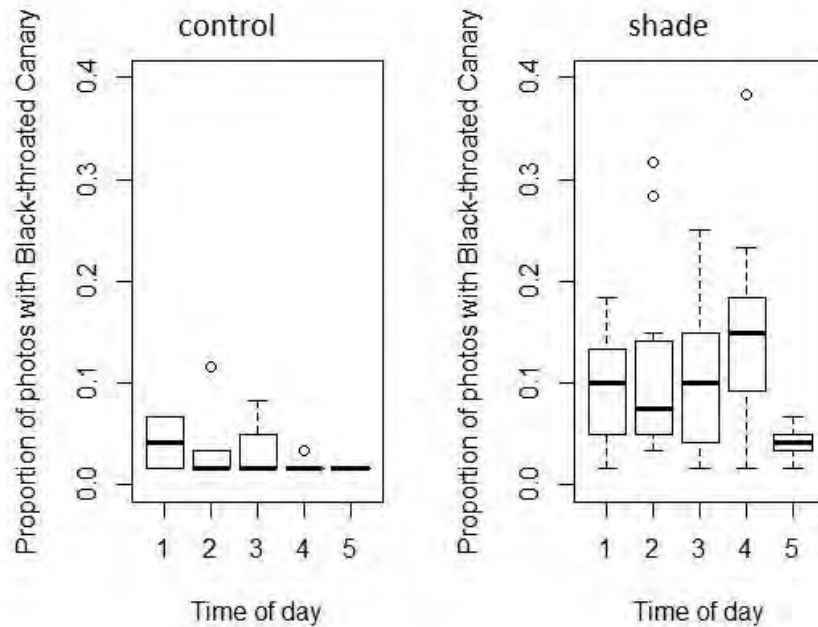 control
Proportion of photos with Black-throated Canary
0.4
0.3
0.2
0.1
0.0
1 2 3 4 5
Time of day
shade
Proportion of photos with Black-throated Canary
0.4
0.3
0.2
0.1
0.0
1 2 3 4 5
Time of day